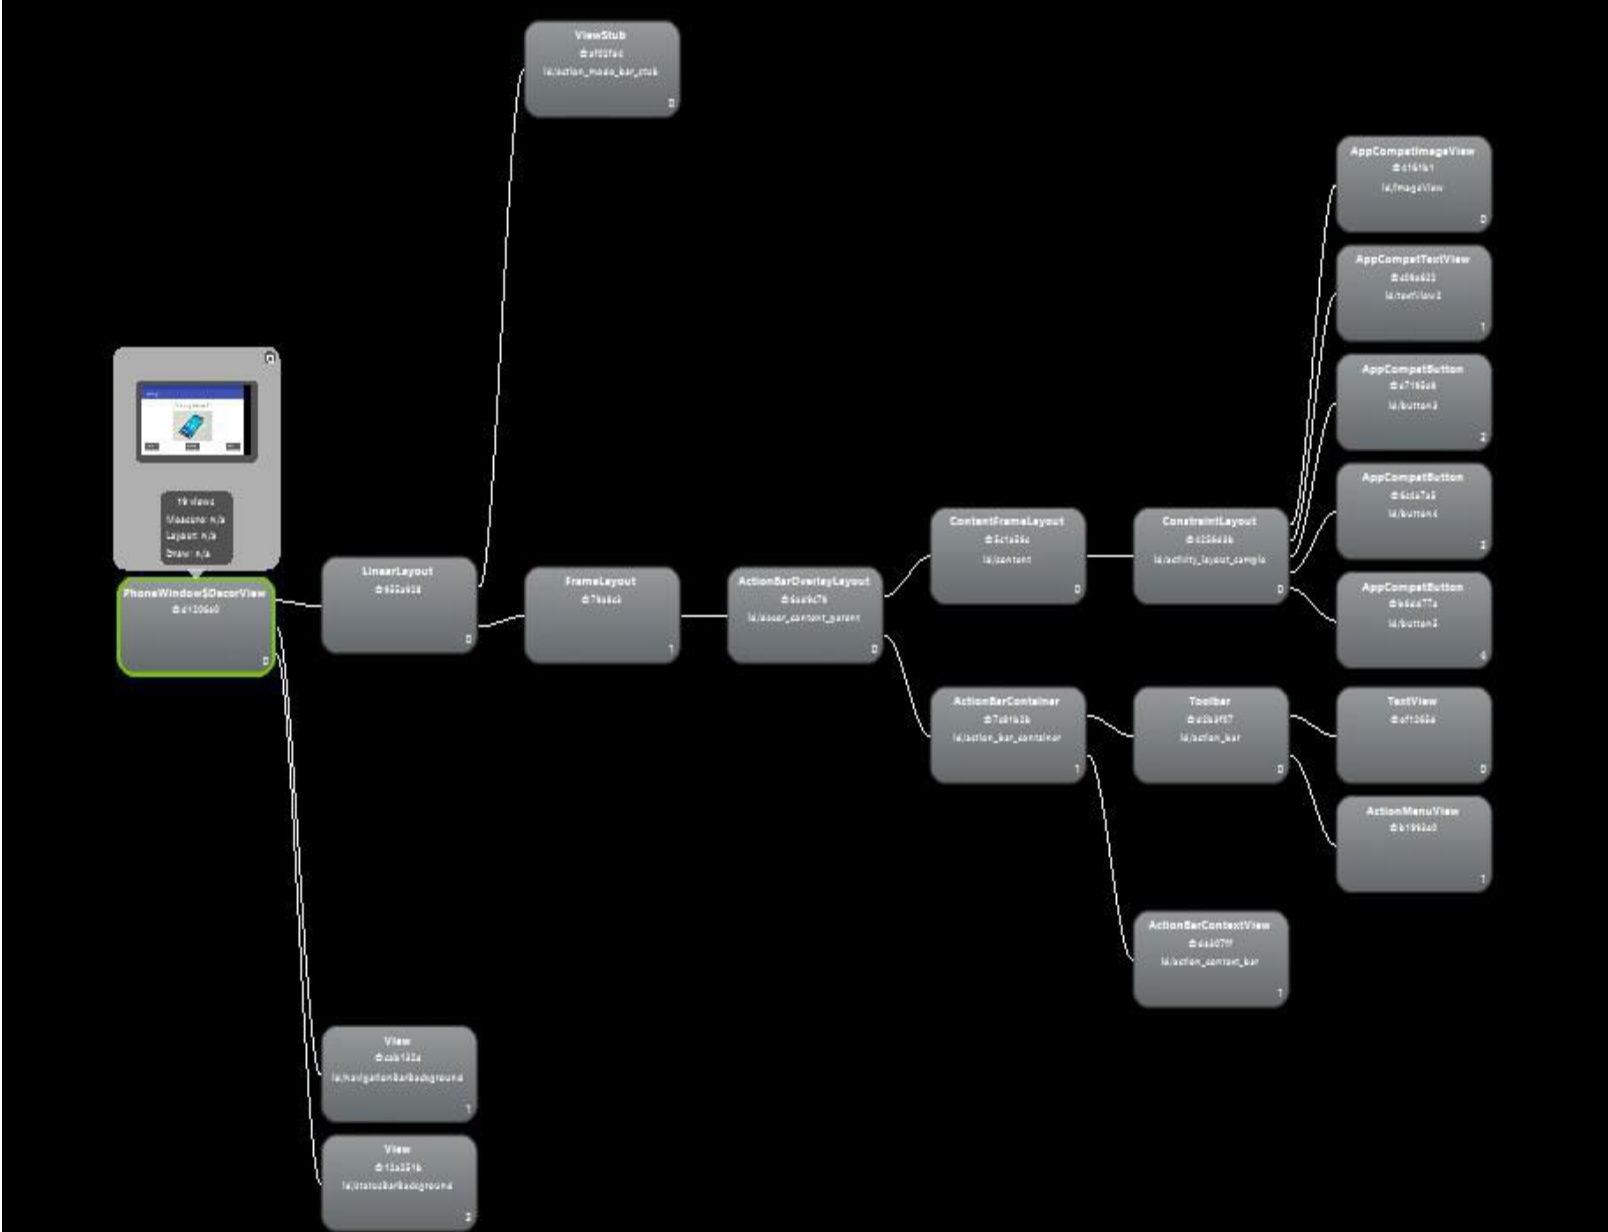 ViewStub
id/action_mode_bar_stub
0
AppCompatImageView
id/imageView
0
AppCompatTextView
id/textView2
1
AppCompatButton
id/button3
2
AppCompatButton
id/button4
3
AppCompatButton
id/button5
4
19 views
Measure: n/a
Layout: n/a
Draw: n/a
PhoneWindow$DecorView
0
LinearLayout
0
FrameLayout
1
ActionBarOverlayLayout
id/decor_content_parent
0
ContentFrameLayout
id/content
0
ConstraintLayout
id/activity_layout_sample
0
ActionBarContainer
id/action_bar_container
1
Toolbar
id/action_bar
0
TextView
0
ActionMenuView
1
ActionBarContextView
id/action_context_bar
1
View
id/navigationBarBackground
1
View
id/statusBarBackground
2